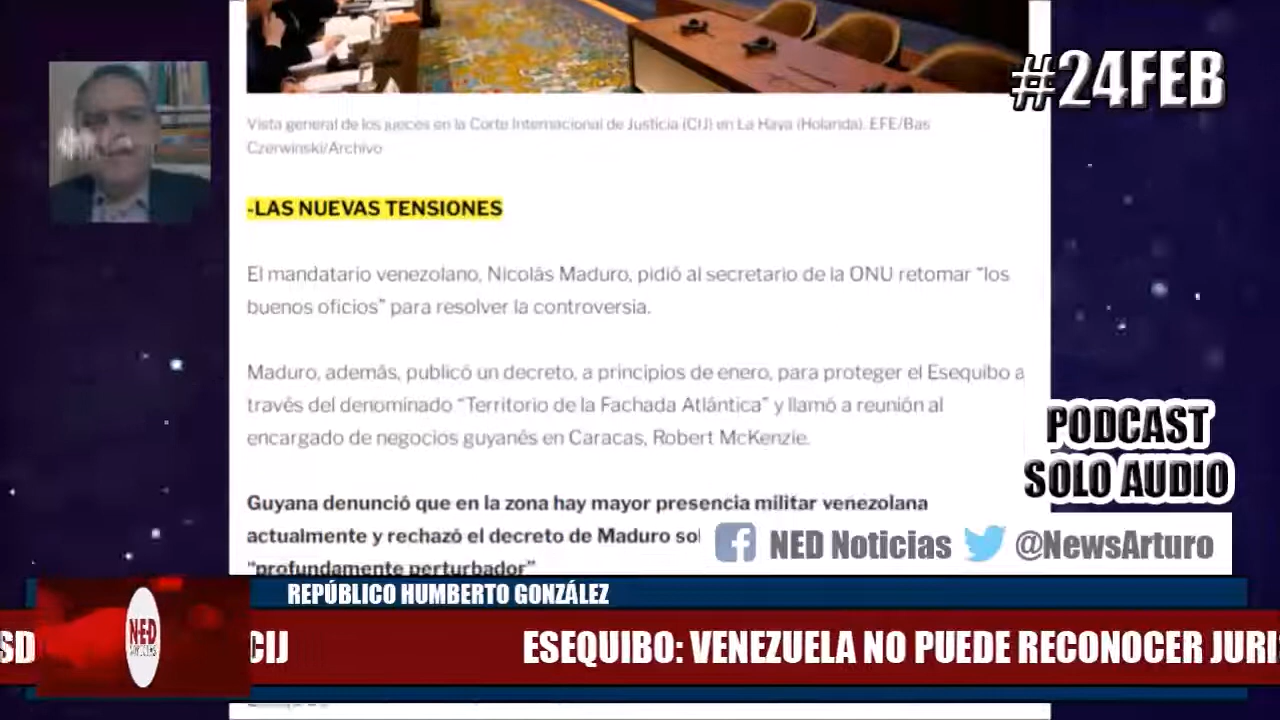 #24FEB
Vista general de los jueces en la Corte Internacional de Justicia (CIJ) en La Haya (Holanda). EFE/Bas
Czerwinski/Archivo
-LAS NUEVAS TENSIONES
El mandatario venezolano, Nicolás Maduro, pidió al secretario de la ONU retomar “los
buenos oficios” para resolver la controversia.
Maduro, además, publicó un decreto, a principios de enero, para proteger el Esequibo a
través del denominado “Territorio de la Fachada Atlántica” y llamó a reunión al
encargado de negocios guyanés en Caracas, Robert McKenzie.
PODCAST
SOLO AUDIO
Guyana denunció que en la zona hay mayor presencia militar venezolana
actualmente y rechazó el decreto de Maduro
“profundamente perturbador”
NED Noticias @NewsArturo
REPÚBLICO HUMBERTO GONZÁLEZ
NED
CIJ ESEQUIBO: VENEZUELA NO PUEDE RECONOCER